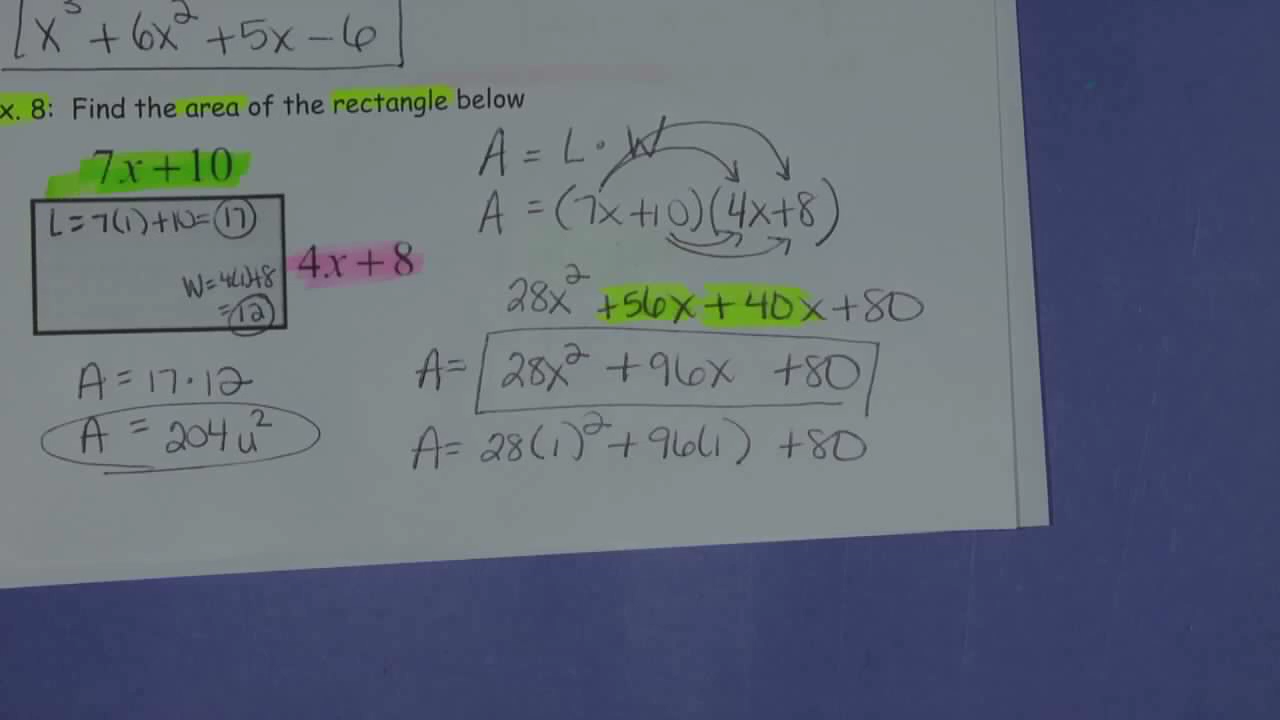 x³ + 6x² + 5x - 6
x. 8: Find the area of the rectangle below
7x+10
L = 7(1)+10 = 17
W = 4(1)+8
= 12
4x+8
A = 17 · 12
A = 204u²
A = L · W
A = (7x+10)(4x+8)
28x² +56x + 40x +80
A = 28x² +96x +80
A = 28(1)² + 96(1) +80